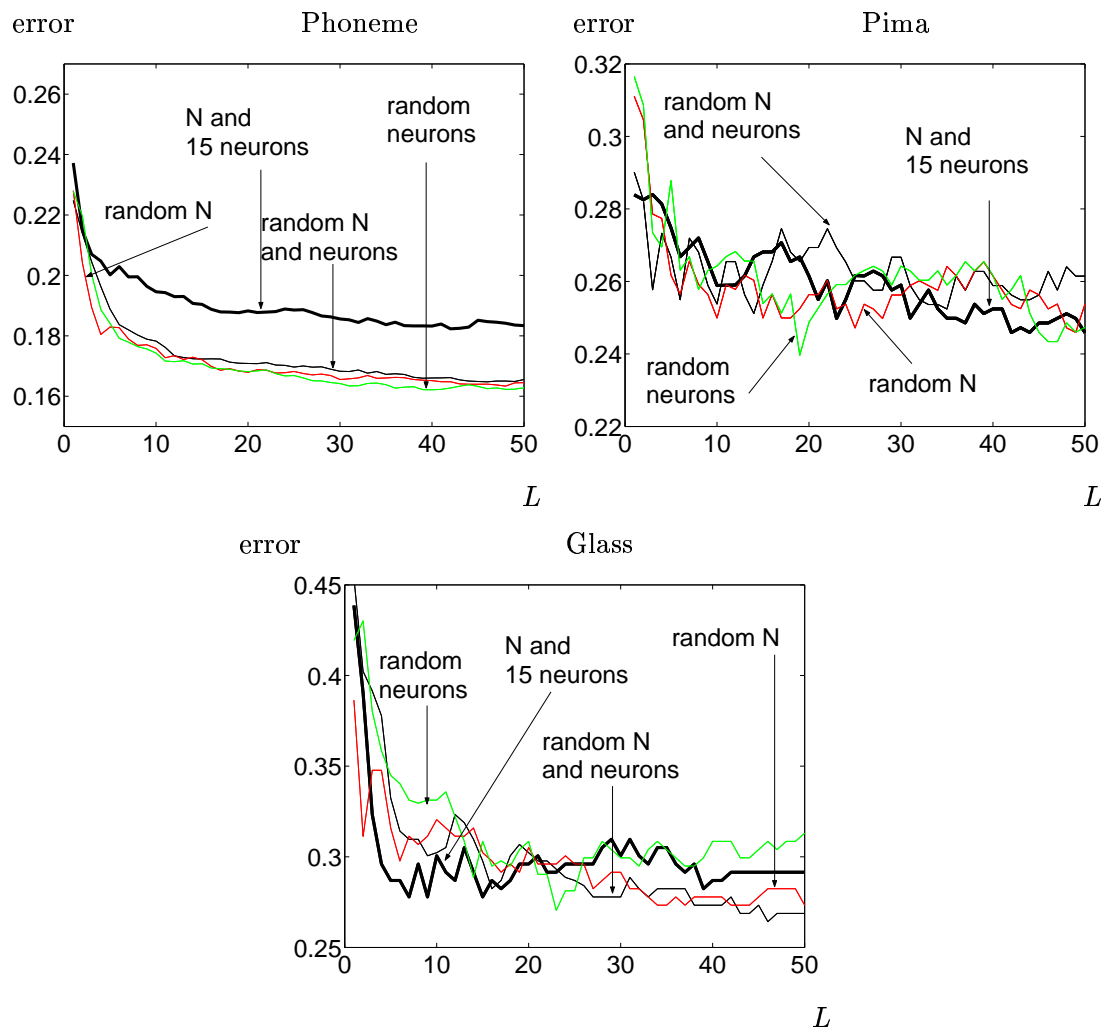 error
Phoneme
0.26
0.24
0.2
0.18
0.16
0
10
20
30
40
50
L
N and
15 neurons
random
neurons
random N
random N
and neurons
error
Pima
0.32
0.3
0.28
0.26
0.24
0.22
0
10
20
30
40
50
L
random N
and neurons
N and
15 neurons
random
neurons
random N
error
Glass
0.45
0.4
0.35
0.3
0.25
0
10
20
30
40
50
L
random
neurons
N and
15 neurons
random N
random N
and neurons